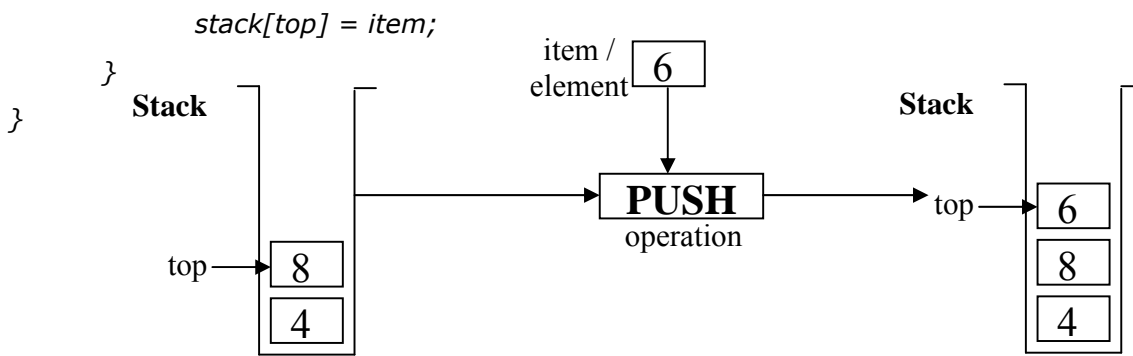 stack[top] = item;
}
}
Stack
item /
element
6
Stack
PUSH
operation
top
8
4
top
6
8
4